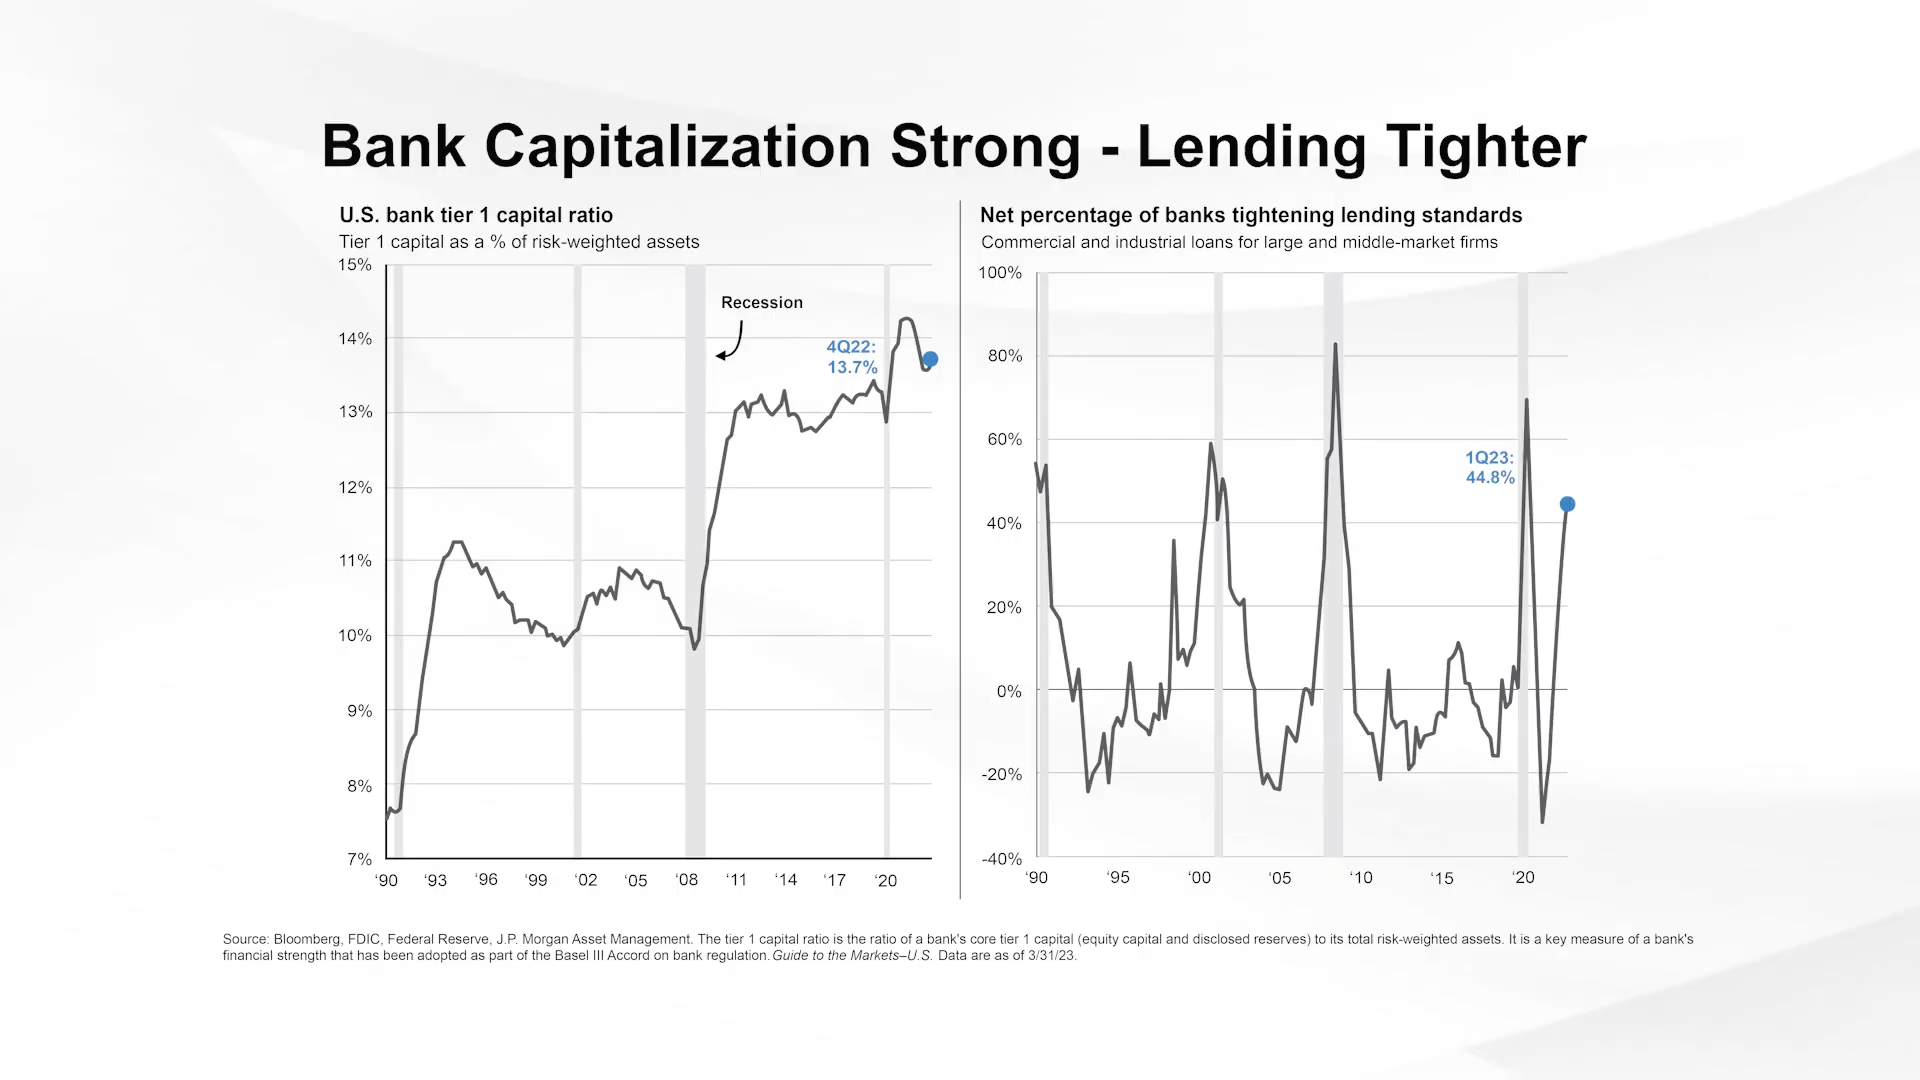 Bank Capitalization Strong - Lending Tighter
U.S. bank tier 1 capital ratio
Tier 1 capital as a % of risk-weighted assets
15%
14%
13%
12%
11%
10%
9%
8%
7%
Recession
4Q22:
13.7%
‘90 ‘93 ‘96 ‘99 ‘02 ‘05 ‘08 ‘11 ‘14 ‘17 ‘20
Net percentage of banks tightening lending standards
Commercial and industrial loans for large and middle-market firms
100%
80%
60%
40%
20%
0%
-20%
-40%
1Q23:
44.8%
‘90 ‘95 ‘00 ‘05 ‘10 ‘15 ‘20
Source: Bloomberg, FDIC, Federal Reserve, J.P. Morgan Asset Management. The tier 1 capital ratio is the ratio of a bank's core tier 1 capital (equity capital and disclosed reserves) to its total risk-weighted assets. It is a key measure of a bank's
financial strength that has been adopted as part of the Basel III Accord on bank regulation. Guide to the Markets–U.S. Data are as of 3/31/23.